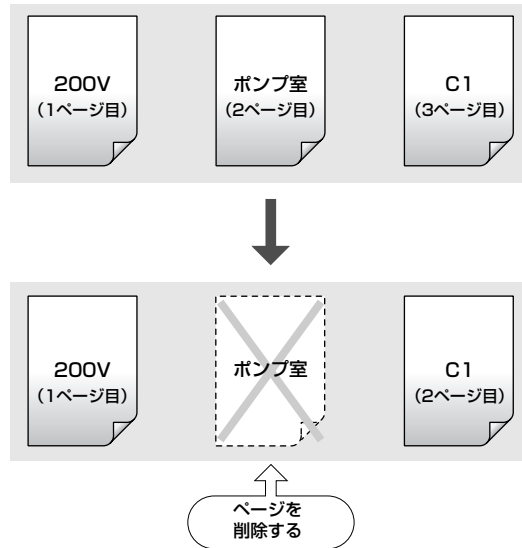 200V
(1ページ目)
ポンプ室
(2ページ目)
C1
(3ページ目)
200V
(1ページ目)
ポンプ室
C1
(2ページ目)
ページを
削除する